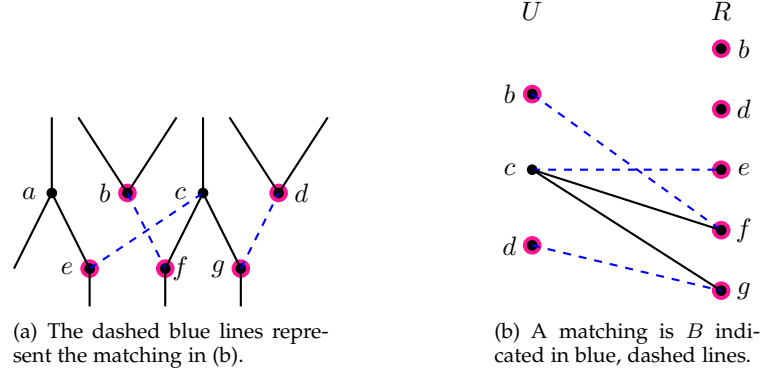 U R
b
b
d
a b c d
c e
f
e f g
d
g
(a) The dashed blue lines repre-
sent the matching in (b).
(b) A matching is B indi-
cated in blue, dashed lines.